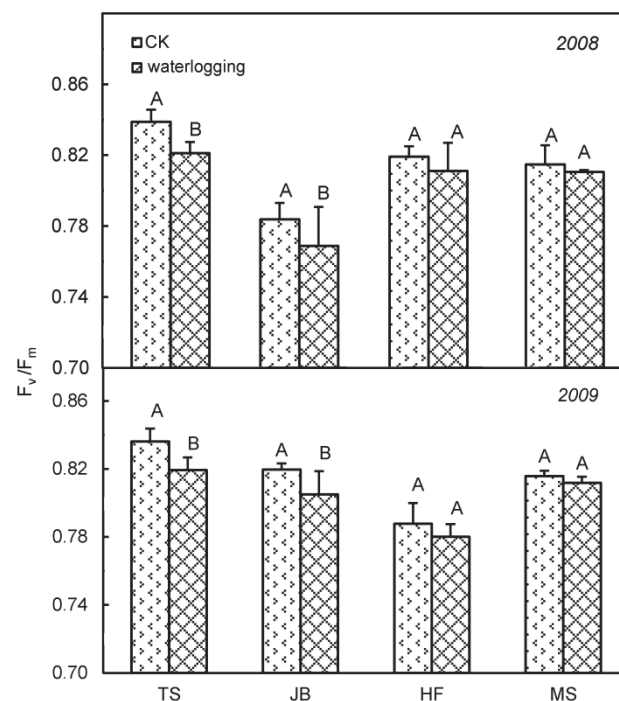 CK
waterlogging
2008
0.86
0.82
0.78
0.74
0.70
A B A B A A A A
Fv/Fm
2009
0.86
0.82
0.78
0.74
0.70
A B A B A A A A
TS JB HF MS